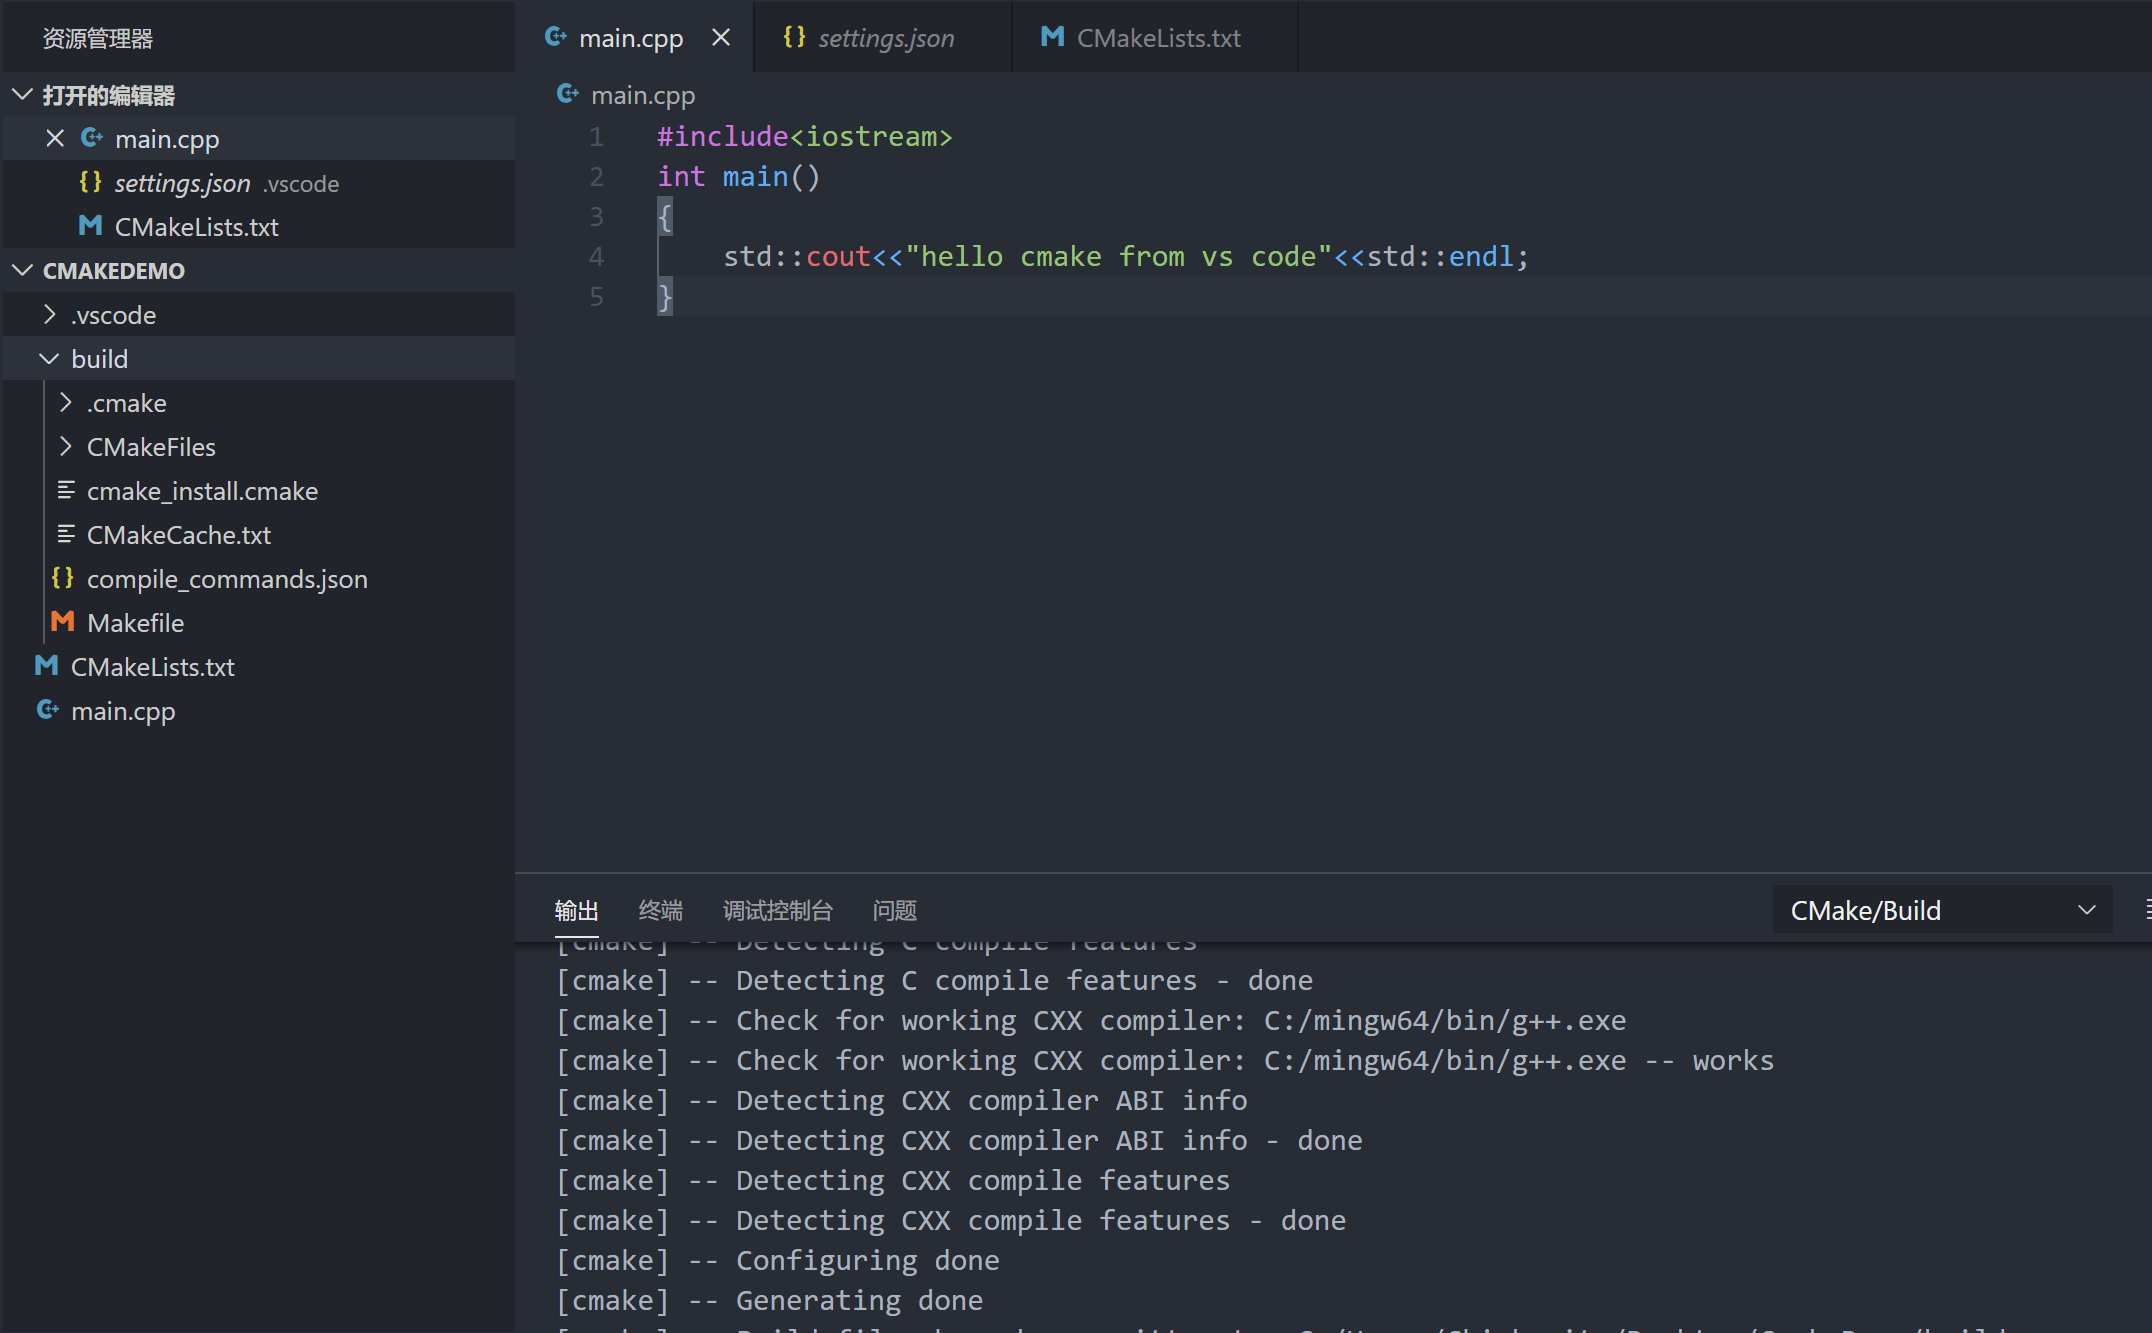 资源管理器
打开的编辑器
main.cpp
settings.json .vscode
CMakeLists.txt
CMAKEDEMO
.vscode
build
.cmake
CMakeFiles
cmake_install.cmake
CMakeCache.txt
compile_commands.json
Makefile
CMakeLists.txt
main.cpp
main.cpp settings.json CMakeLists.txt
main.cpp
1 #include<iostream>
2 int main()
3 {
4 std::cout<<"hello cmake from vs code"<<std::endl;
5 }
输出 终端 调试控制台 问题 CMake/Build
[cmake] -- Detecting C compile features
[cmake] -- Detecting C compile features - done
[cmake] -- Check for working CXX compiler: C:/mingw64/bin/g++.exe
[cmake] -- Check for working CXX compiler: C:/mingw64/bin/g++.exe -- works
[cmake] -- Detecting CXX compiler ABI info
[cmake] -- Detecting CXX compiler ABI info - done
[cmake] -- Detecting CXX compile features
[cmake] -- Detecting CXX compile features - done
[cmake] -- Configuring done
[cmake] -- Generating done